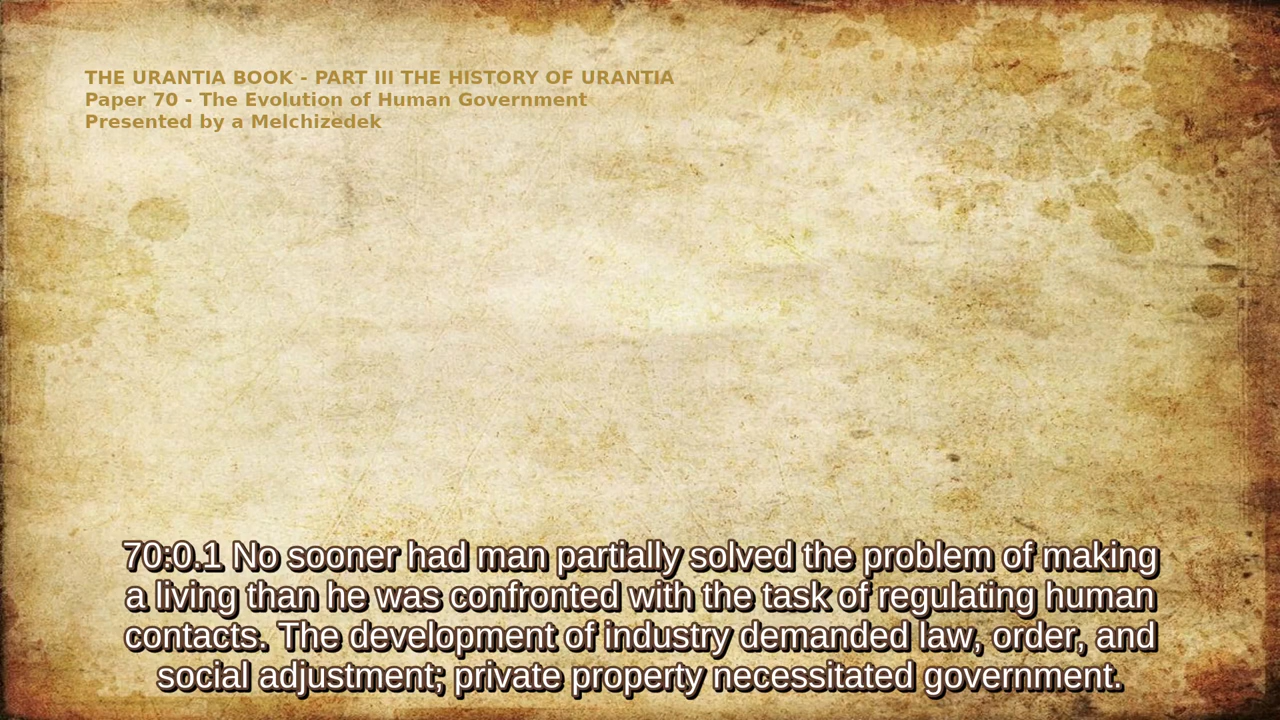 THE URANTIA BOOK - PART III THE HISTORY OF URANTIA
Paper 70 - The Evolution of Human Government
Presented by a Melchizedek
70:0.1 No sooner had man partially solved the problem of making
a living than he was confronted with the task of regulating human
contacts. The development of industry demanded law, order, and
social adjustment; private property necessitated government.